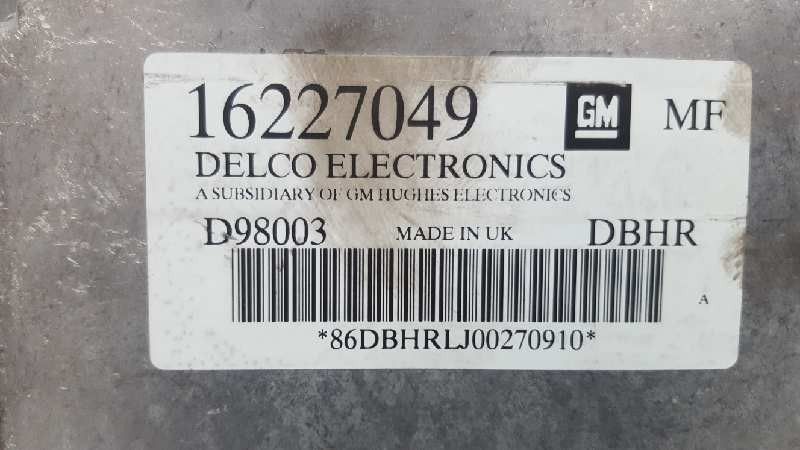 16227049 GM MF
DELCO ELECTRONICS
A SUBSIDIARY OF GM HUGHES ELECTRONICS
D98003 MADE IN UK DBHR
A
*86DBHRLJ00270910*